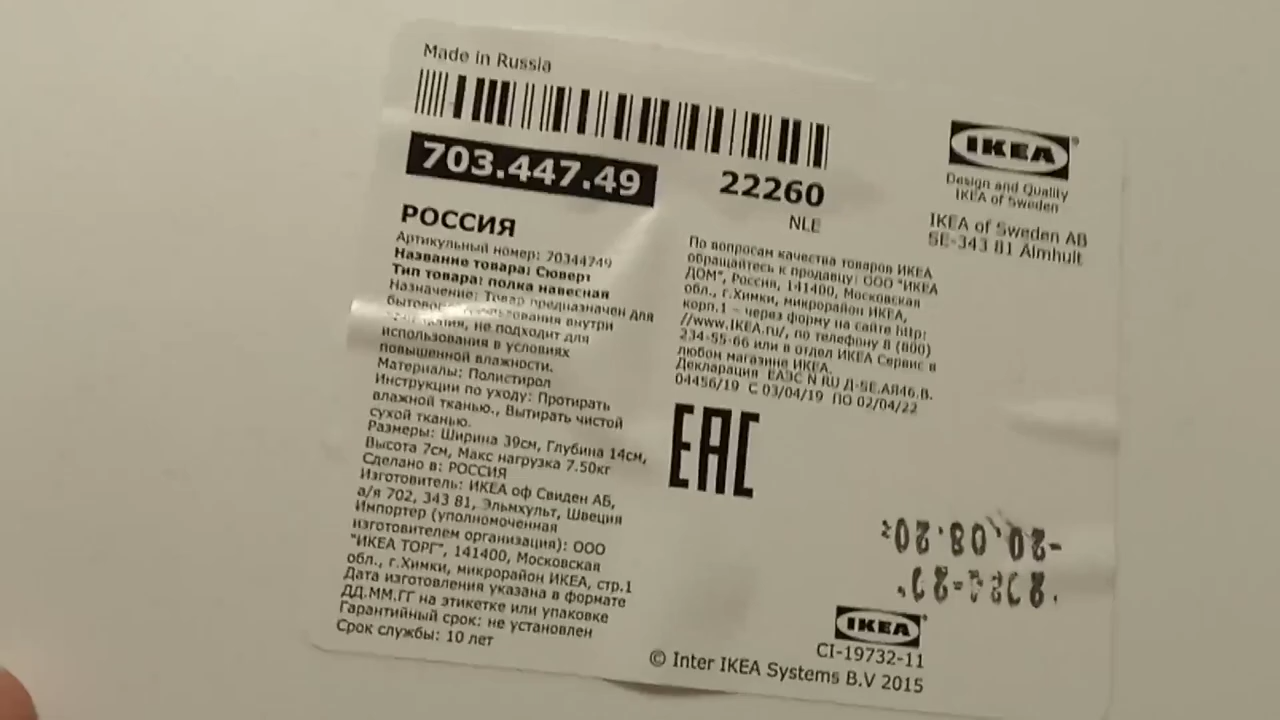 Made in Russia
703.447.49
22260
NLE
РОССИЯ
Артикульный номер: 70344749
Название товара: Сюверт
Тип товара: полка навесная
Назначение: Товар предназначен для
использования внутри
не подходит для
использования в условиях
повышенной влажности.
Материалы: Полистирол
Инструкции по уходу: Протирать
влажной тканью., Вытирать чистой
сухой тканью.
Размеры: Ширина 39см, Глубина 14см,
Высота 7см, Макс нагрузка 7.50кг
Сделано в: РОССИЯ
Изготовитель: ИКЕА оф Свиден АБ,
а/я 702, 343 81, Эльмхульт, Швеция
Импортер (уполномоченная
изготовителем организация): ООО
"ИКЕА ТОРГ", 141400, Московская
обл., г.Химки, микрорайон ИКЕА, стр.1
Дата изготовления указана в формате
ДД.ММ.ГГ на этикетке или упаковке
Гарантийный срок: не установлен
Срок службы: 10 лет
По вопросам качества товаров ИКЕА
обращайтесь к продавцу: ООО "ИКЕА
ДОМ", Россия, 141400, Московская
обл., г.Химки, микрорайон ИКЕА,
корп.1 – через форму на сайте http:
//www.IKEA.ru/, по телефону 8 (800)
234-55-66 или в отдел ИКЕА Сервис в
любом магазине ИКЕА.
Декларация ЕАЭС N RU Д-SE.АЯ46.В.
04456/19 С 03/04/19 ПО 02/04/22
EAC
IKEA®
Design and Quality
IKEA of Sweden
IKEA of Sweden AB
SE-343 81 Älmhult
20.08.20
IKEA®
CI-19732-11
© Inter IKEA Systems B.V 2015